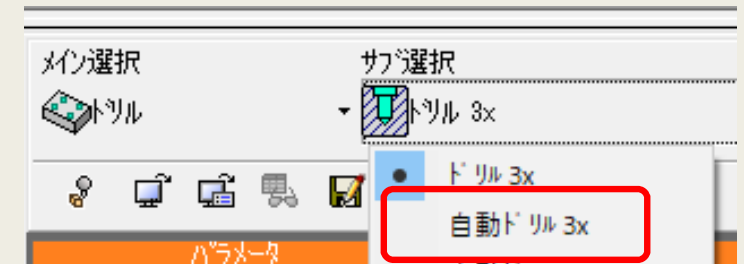 メイン選択
サブ選択
ドリル
ドリル 3x
ドリル 3x
自動ドリル 3x
パラメータ